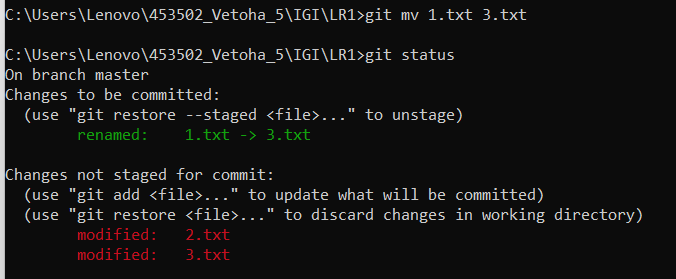 C:\Users\Lenovo\453502_Vetoha_5\IGI\LR1>git mv 1.txt 3.txt
C:\Users\Lenovo\453502_Vetoha_5\IGI\LR1>git status
On branch master
Changes to be committed:
  (use "git restore --staged <file>..." to unstage)
        renamed:    1.txt -> 3.txt
Changes not staged for commit:
  (use "git add <file>..." to update what will be committed)
  (use "git restore <file>..." to discard changes in working directory)
        modified:   2.txt
        modified:   3.txt